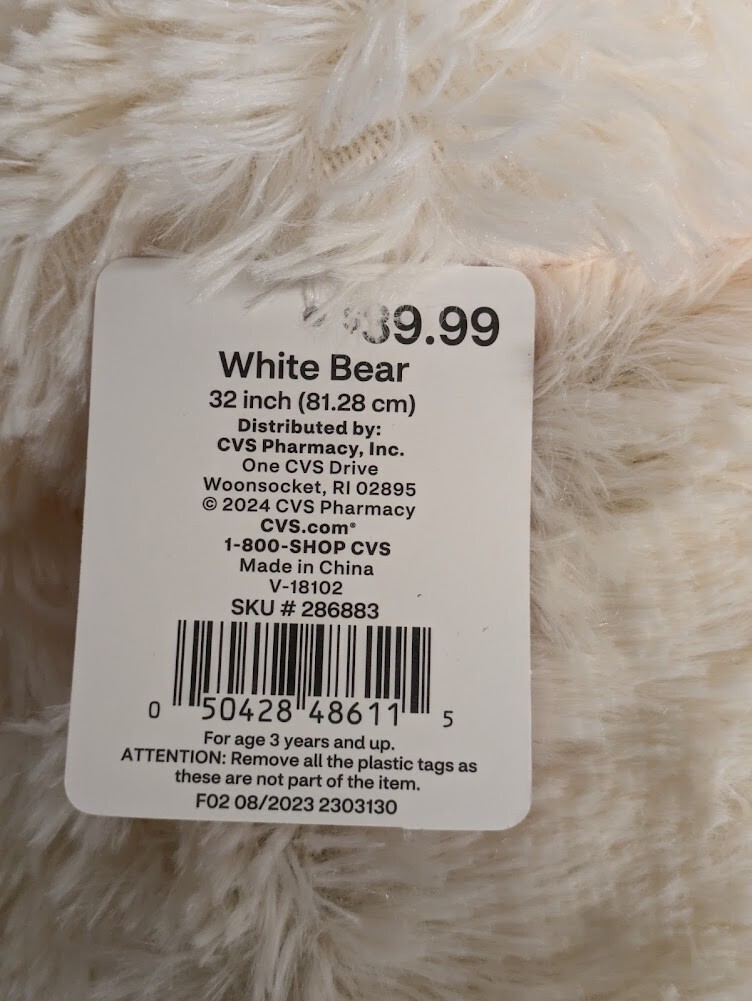 $39.99
White Bear
32 inch (81.28 cm)
Distributed by:
CVS Pharmacy, Inc.
One CVS Drive
Woonsocket, RI 02895
© 2024 CVS Pharmacy
CVS.com®
1-800-SHOP CVS
Made in China
V-18102
SKU # 286883
0 50428 48611 5
For age 3 years and up.
ATTENTION: Remove all the plastic tags as
these are not part of the item.
F02 08/2023 2303130